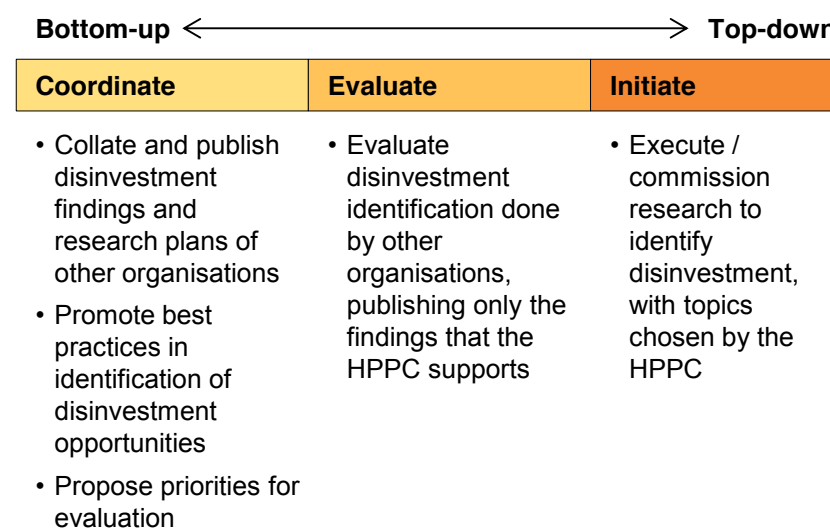 Bottom-up Top-down
Coordinate Evaluate Initiate
• Collate and publish
disinvestment
findings and
research plans of
other organisations
• Promote best
practices in
identification of
disinvestment
opportunities
• Propose priorities for
evaluation
• Evaluate
disinvestment
identification done
by other
organisations,
publishing only the
findings that the
HPPC supports
• Execute /
commission
research to
identify
disinvestment,
with topics
chosen by the
HPPC